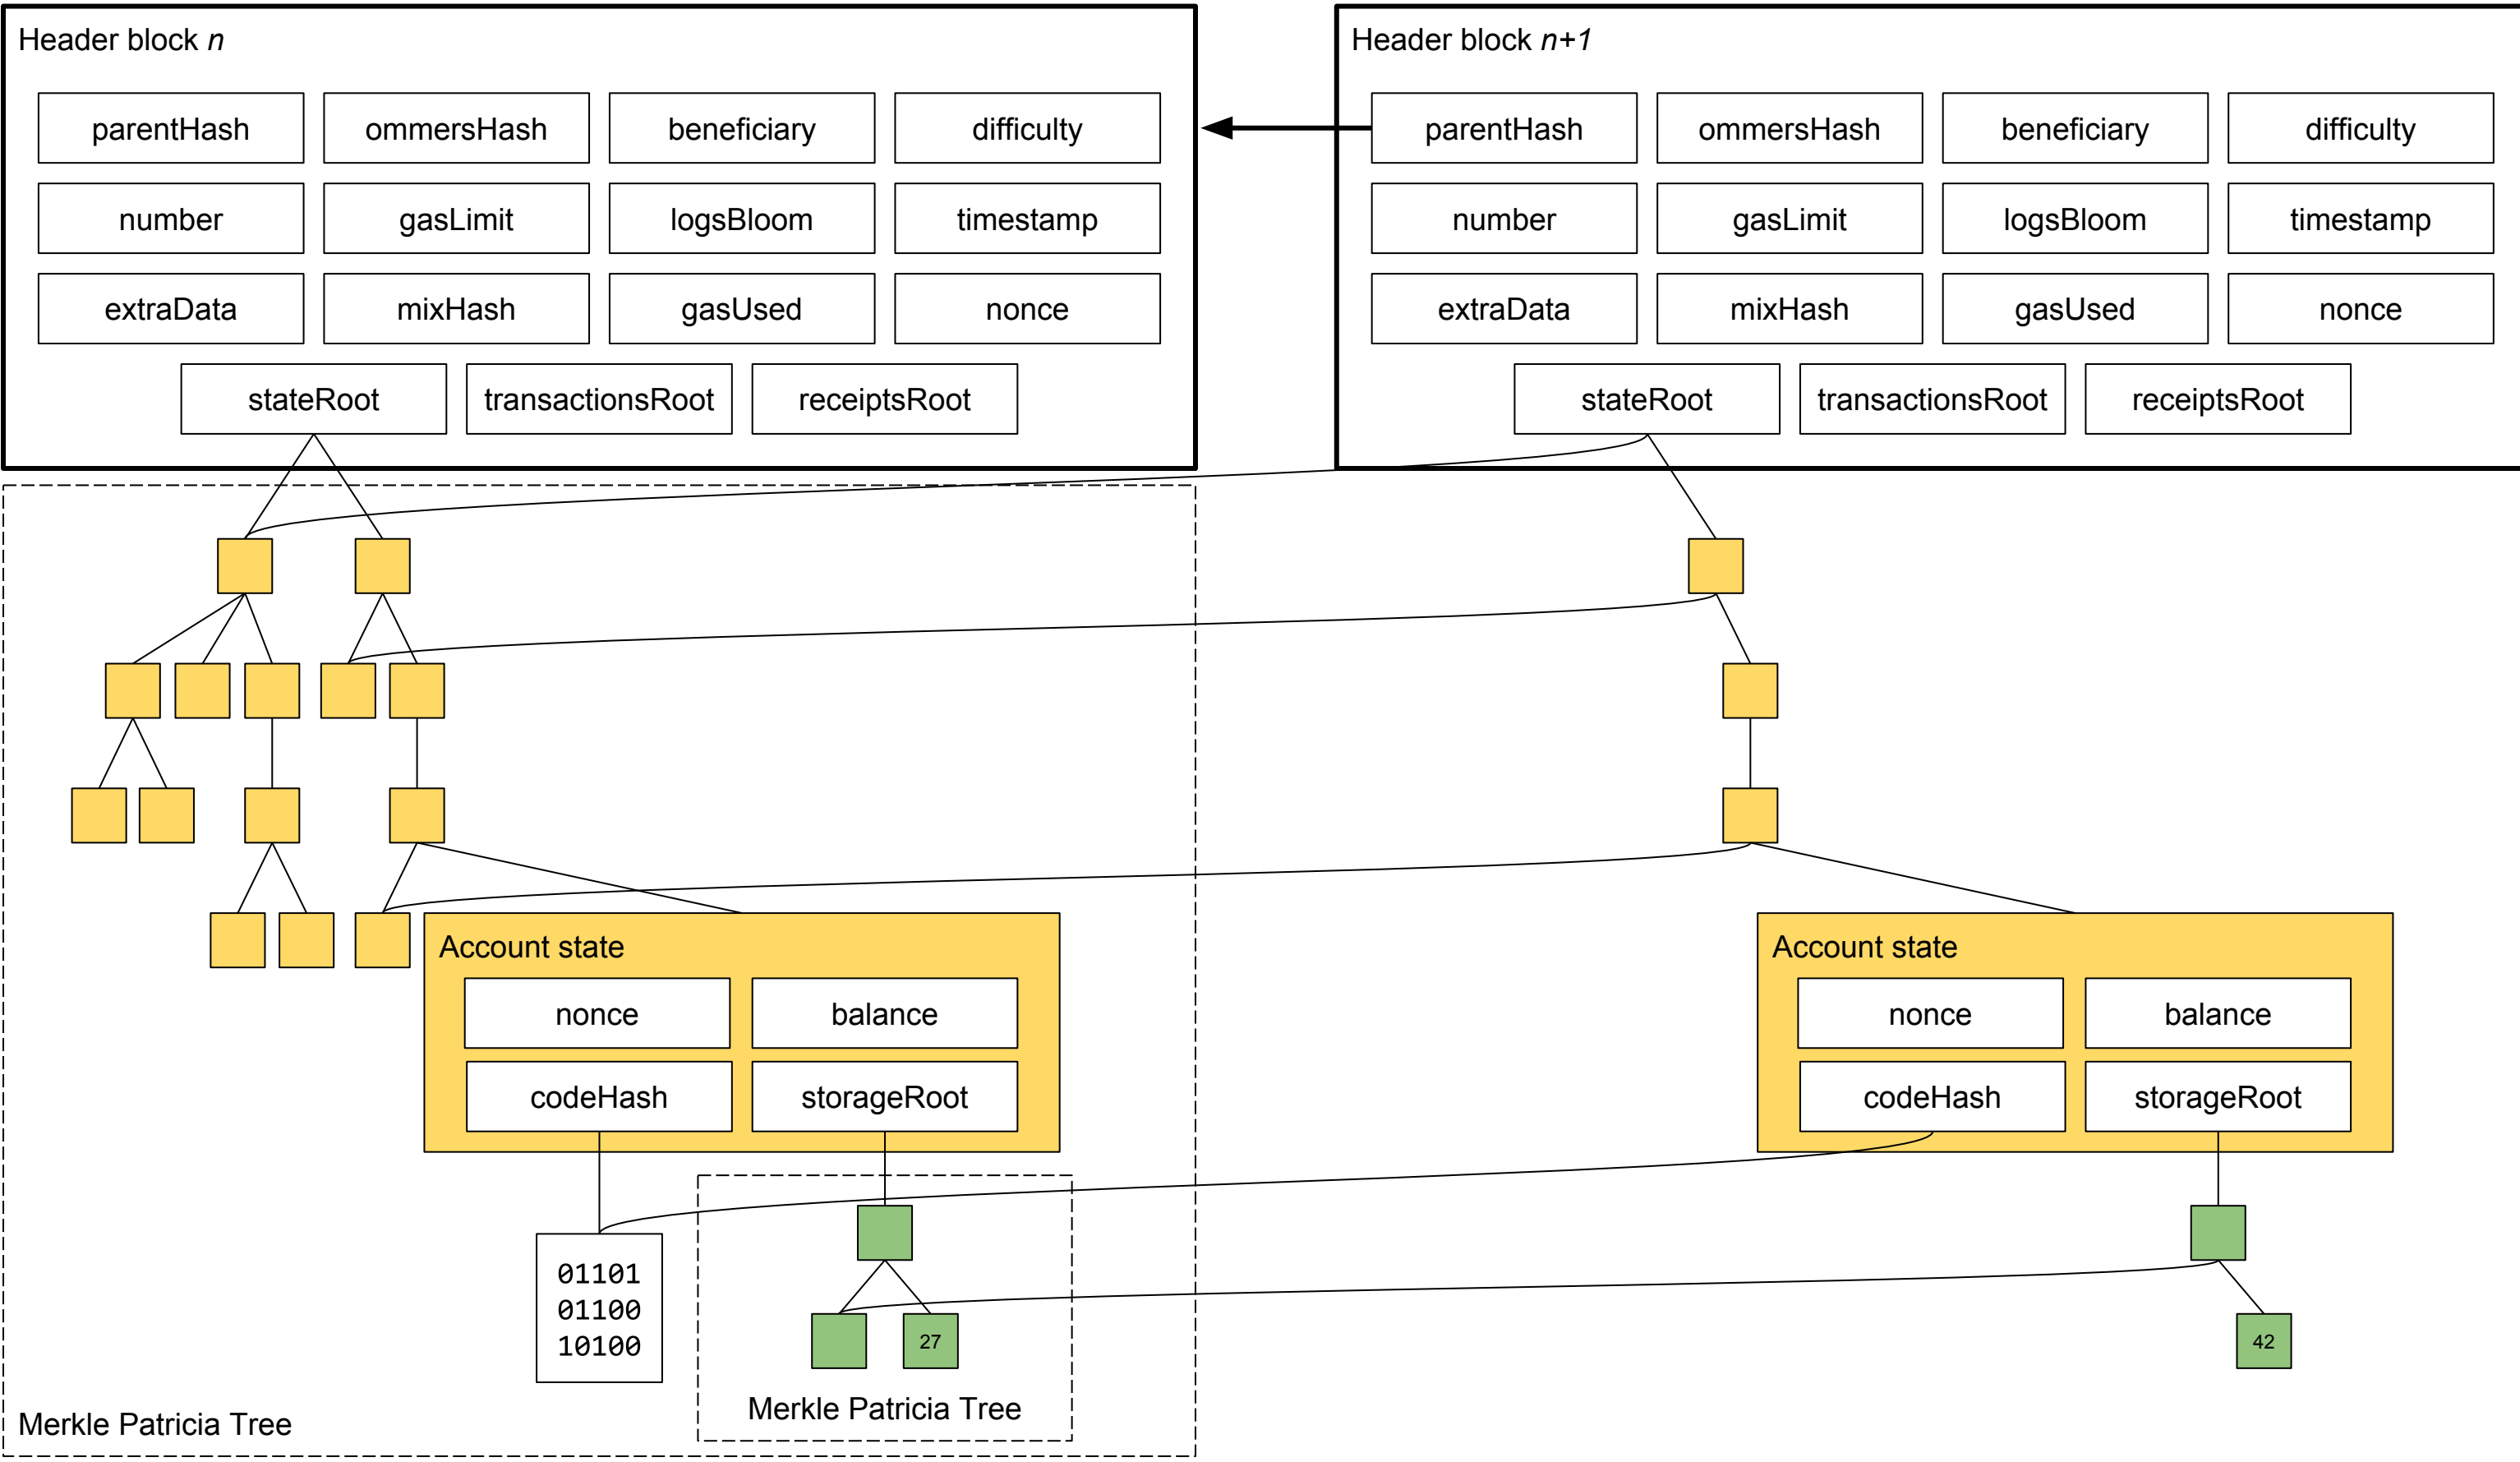 Header block n
parentHash ommersHash beneficiary difficulty
number gasLimit logsBloom timestamp
extraData mixHash gasUsed nonce
stateRoot transactionsRoot receiptsRoot
Header block n+1
parentHash ommersHash beneficiary difficulty
number gasLimit logsBloom timestamp
extraData mixHash gasUsed nonce
stateRoot transactionsRoot receiptsRoot
Account state
nonce balance
codeHash storageRoot
01101
01100
10100
27
Merkle Patricia Tree
Merkle Patricia Tree
Account state
nonce balance
codeHash storageRoot
42